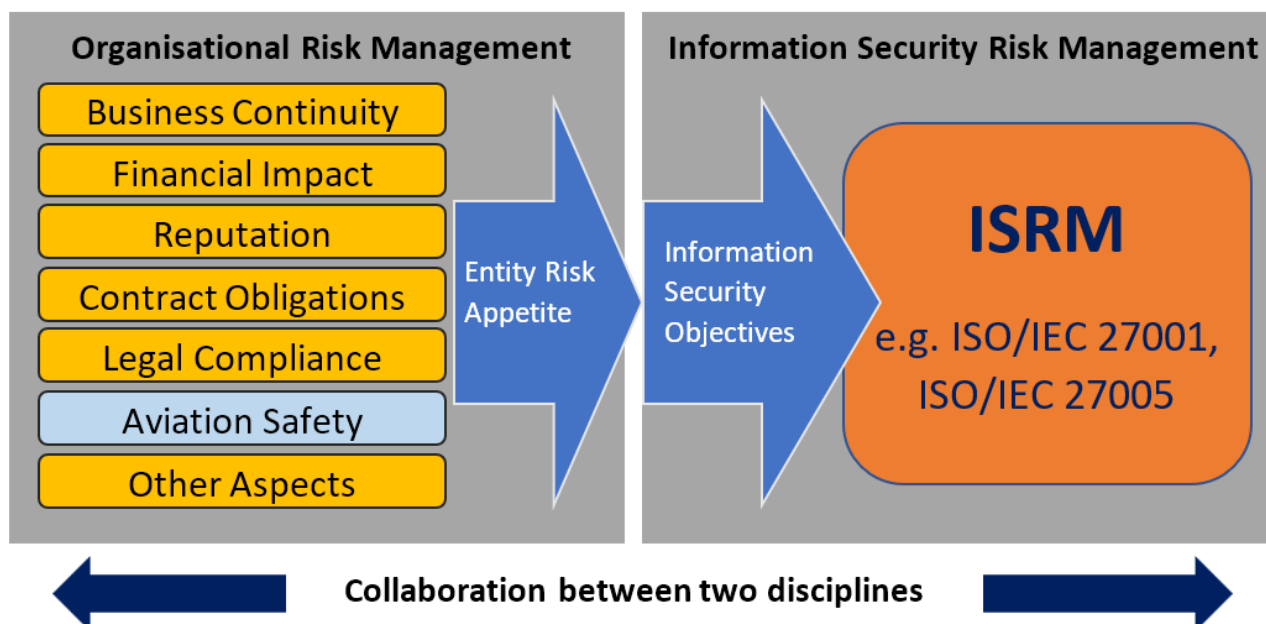 Organisational Risk Management
Business Continuity
Financial Impact
Reputation
Contract Obligations
Legal Compliance
Aviation Safety
Other Aspects
Entity Risk
Appetite
Information Security Risk Management
Information
Security
Objectives
ISRM
e.g. ISO/IEC 27001,
ISO/IEC 27005
Collaboration between two disciplines